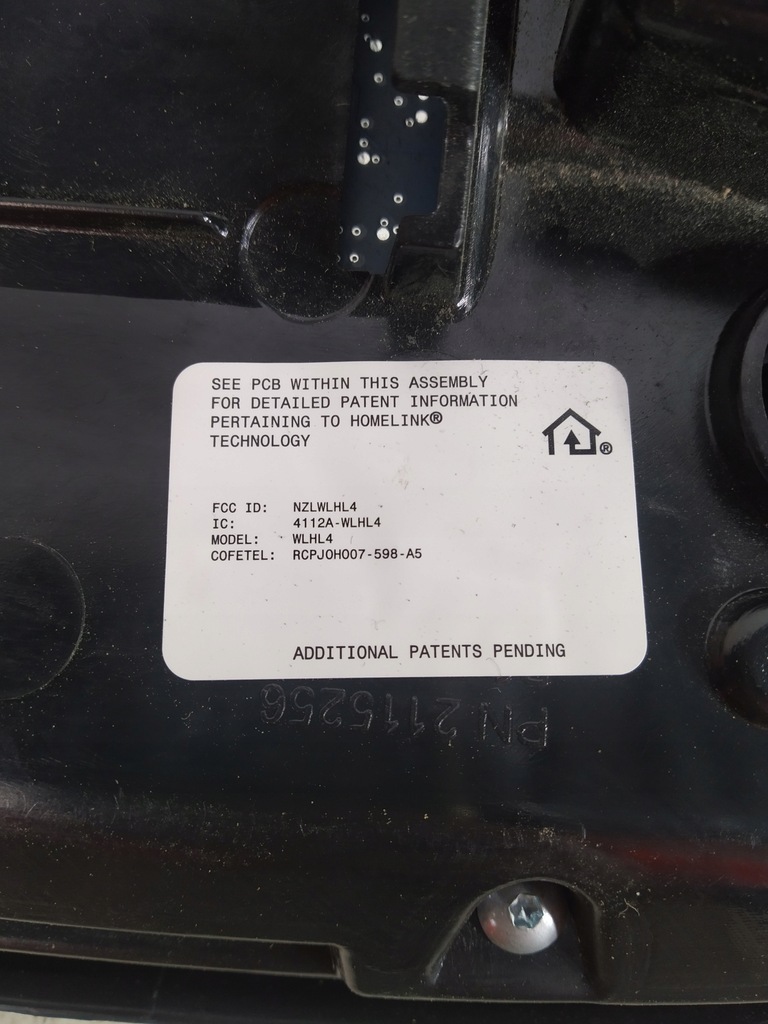 SEE PCB WITHIN THIS ASSEMBLY
FOR DETAILED PATENT INFORMATION
PERTAINING TO HOMELINK®
TECHNOLOGY
®
FCC ID: NZLWLHL4
IC: 4112A-WLHL4
MODEL: WLHL4
COFETEL: RCPJOH007-598-A5
ADDITIONAL PATENTS PENDING
PN 2115256